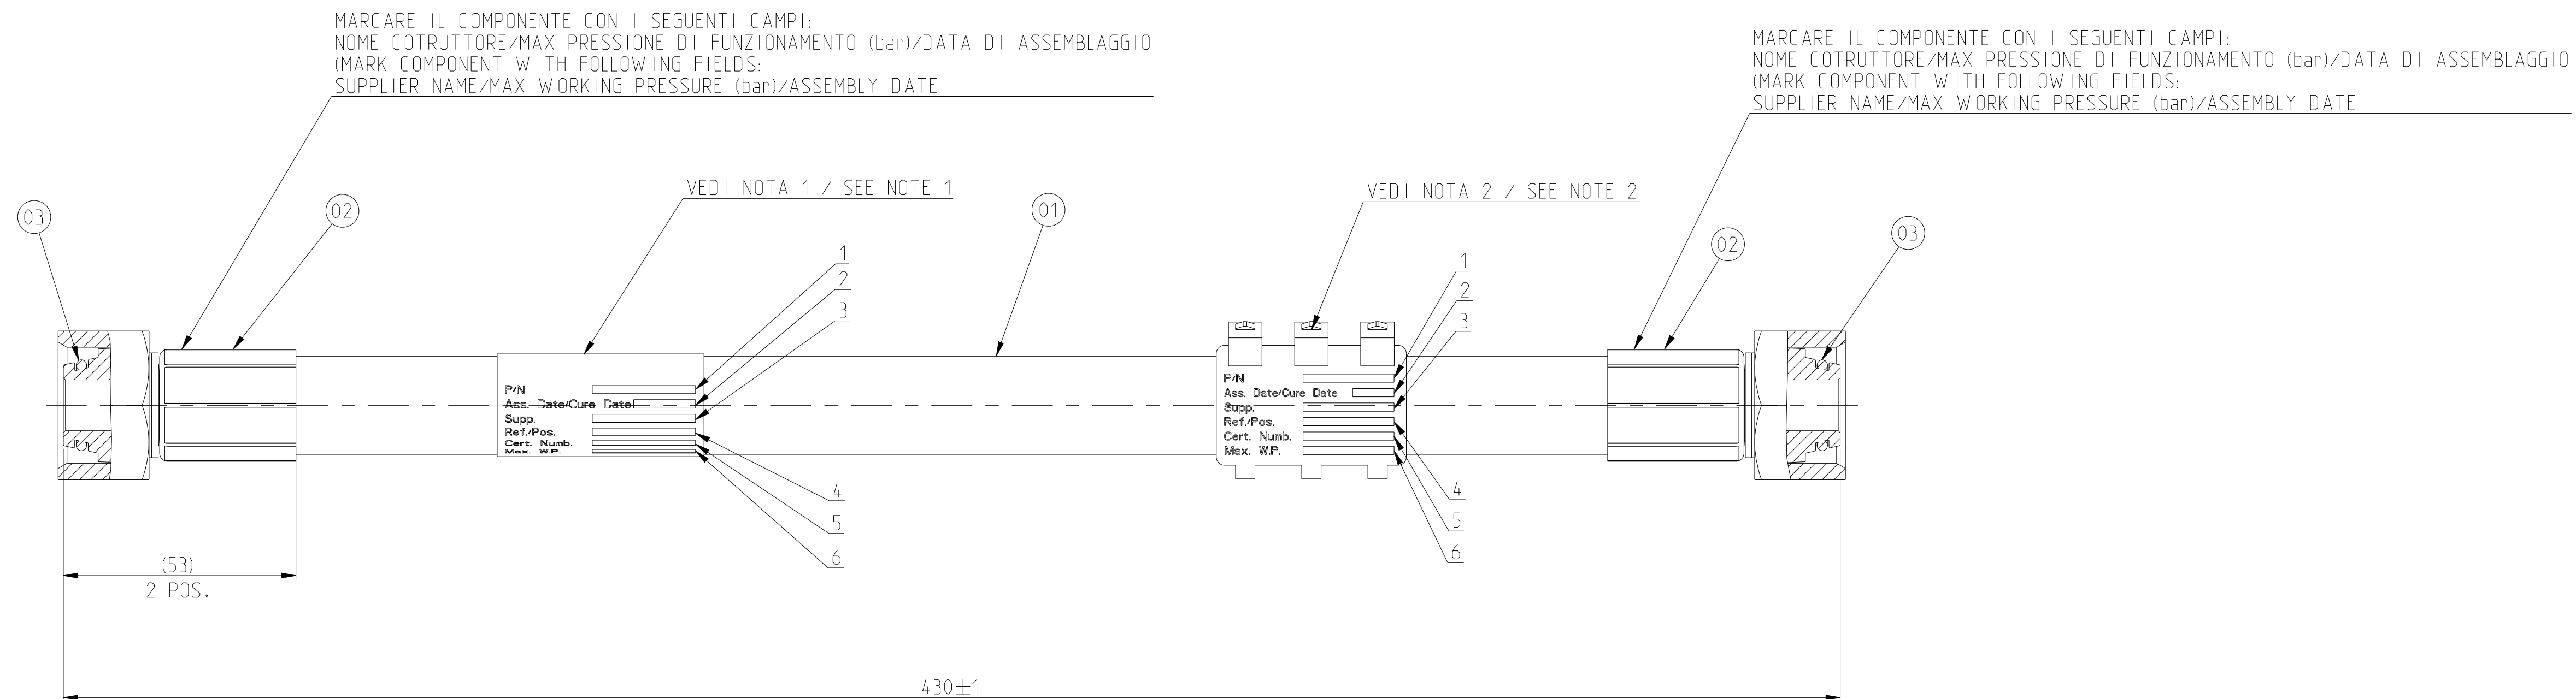 MARCARE IL COMPONENTE CON I SEGUENTI CAMPI:
NOME COTRUTTORE/MAX PRESSIONE DI FUNZIONAMENTO (bar)/DATA DI ASSEMBLAGGIO
(MARK COMPONENT WITH FOLLOWING FIELDS:
SUPPLIER NAME/MAX WORKING PRESSURE (bar)/ASSEMBLY DATE
MARCARE IL COMPONENTE CON I SEGUENTI CAMPI:
NOME COTRUTTORE/MAX PRESSIONE DI FUNZIONAMENTO (bar)/DATA DI ASSEMBLAGGIO
(MARK COMPONENT WITH FOLLOWING FIELDS:
SUPPLIER NAME/MAX WORKING PRESSURE (bar)/ASSEMBLY DATE
03
02
VEDI NOTA 1 / SEE NOTE 1
01
VEDI NOTA 2 / SEE NOTE 2
02
03
1
2
3
P/N
Ass. Date/Cure Date
Supp.
Ref./Pos.
Cert. Numb.
Max. W.P.
4
5
6
1
2
3
P/N
Ass. Date/Cure Date
Supp.
Ref./Pos.
Cert. Numb.
Max. W.P.
4
5
6
(53)
2 POS.
430±1